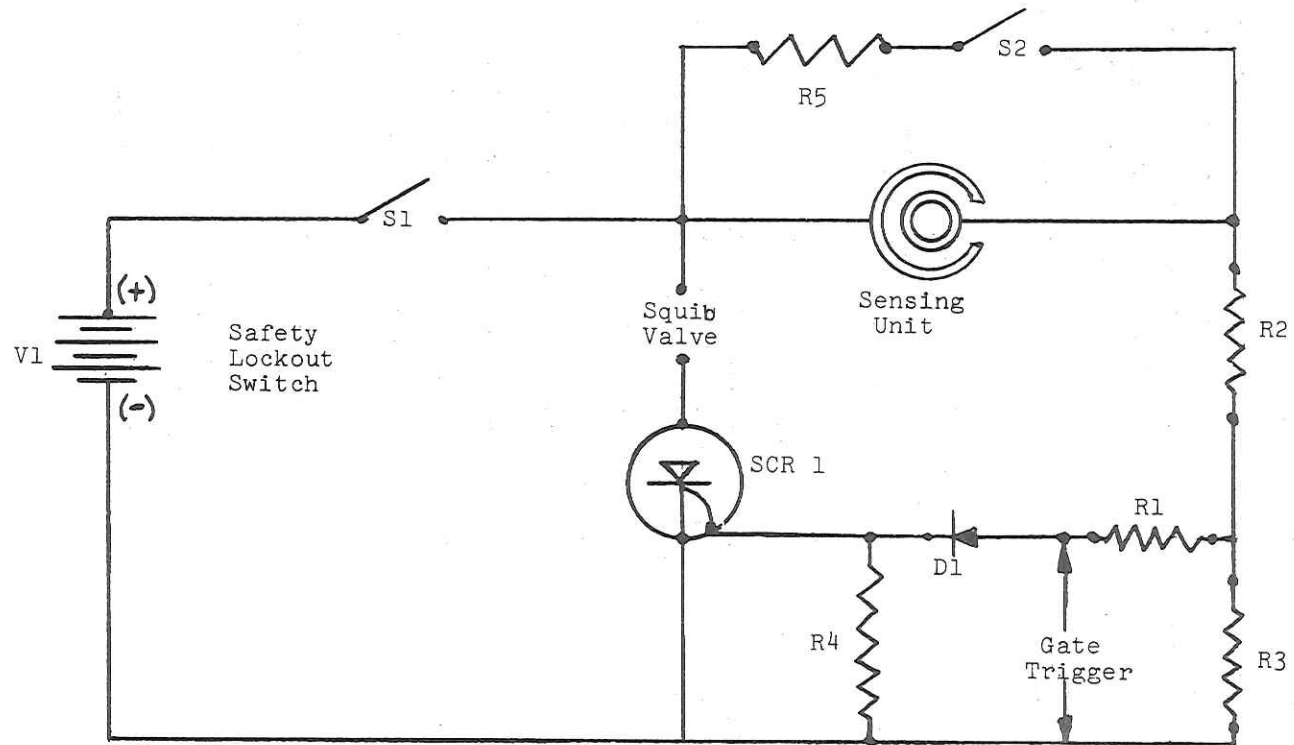 S2
R5
S1
(+)
Sensing
Unit
Squib
Valve
R2
V1
Safety
Lockout
Switch
(-)
SCR 1
R1
D1
R4
Gate
Trigger
R3